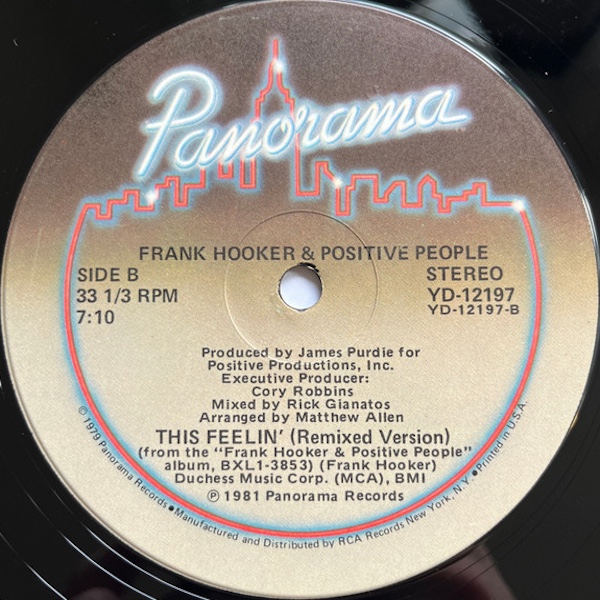 Panorama
FRANK HOOKER & POSITIVE PEOPLE
SIDE B
33 1/3 RPM
7:10
STEREO
YD-12197
YD-12197-B
Produced by James Purdie for
Positive Productions, Inc.
Executive Producer:
Cory Robbins
Mixed by Rick Gianatos
Arranged by Matthew Allen
THIS FEELIN' (Remixed Version)
(from the "Frank Hooker & Positive People"
album, BXL1-3853) (Frank Hooker)
Duchess Music Corp. (MCA), BMI
℗ 1981 Panorama Records
© 1979 Panorama Records ● Manufactured and Distributed by RCA Records New York, N.Y. ● Printed in U.S.A.